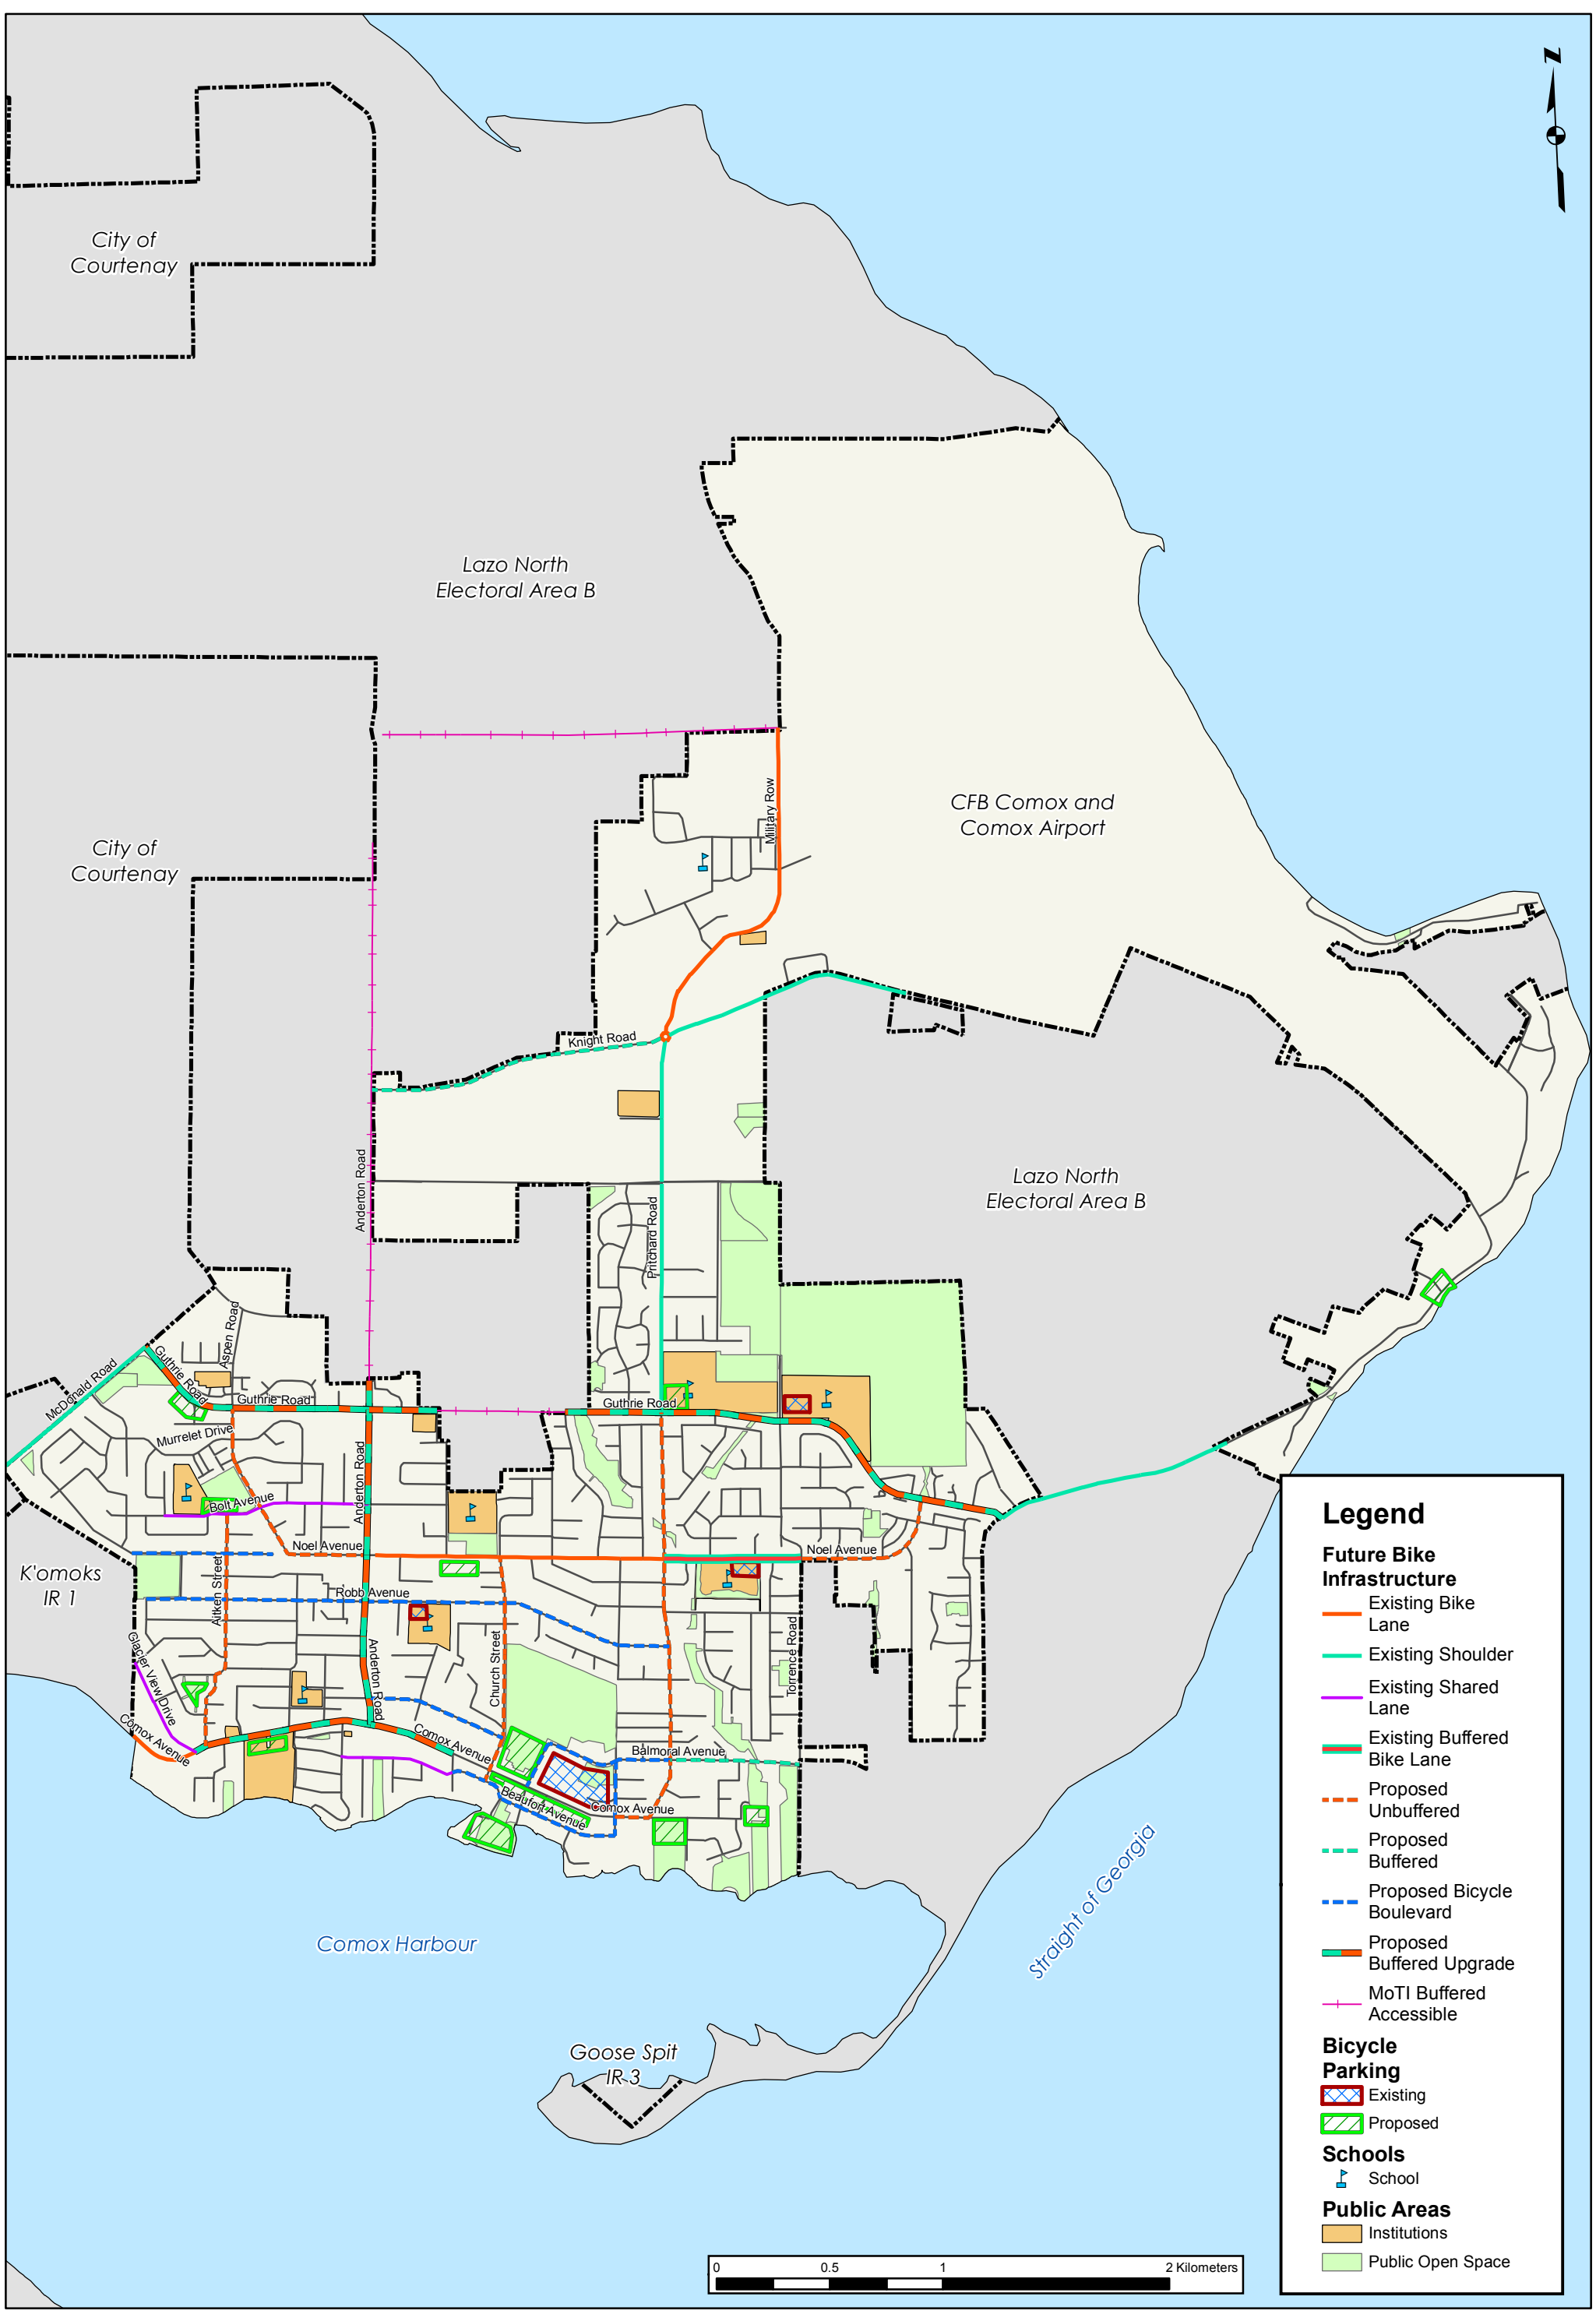 N
City of
Courtenay
Lazo North
Electoral Area B
CFB Comox and
Comox Airport
Military Row
City of
Courtenay
Knight Road
Anderton Road
Pritchard Road
Lazo North
Electoral Area B
Aspen Road
McDonald Road
Guthrie Road
Guthrie Road
Guthrie Road
Murrelet Drive
Anderton Road
Bolt Avenue
Noel Avenue
Noel Avenue
K'omoks
IR 1
Aitken Street
Robb Avenue
Glacier View Drive
Church Street
Torrence Road
Anderton Road
Comox Avenue
Comox Avenue
Balmoral Avenue
Beaufort Avenue
Comox Avenue
Comox Harbour
Straight of Georgia
Goose Spit
IR 3
Legend
Future Bike
Infrastructure
Existing Bike
Lane
Existing Shoulder
Existing Shared
Lane
Existing Buffered
Bike Lane
Proposed
Unbuffered
Proposed
Buffered
Proposed Bicycle
Boulevard
Proposed
Buffered Upgrade
MoTI Buffered
Accessible
Bicycle
Parking
Existing
Proposed
Schools
School
Public Areas
Institutions
Public Open Space
0 0.5 1 2 Kilometers